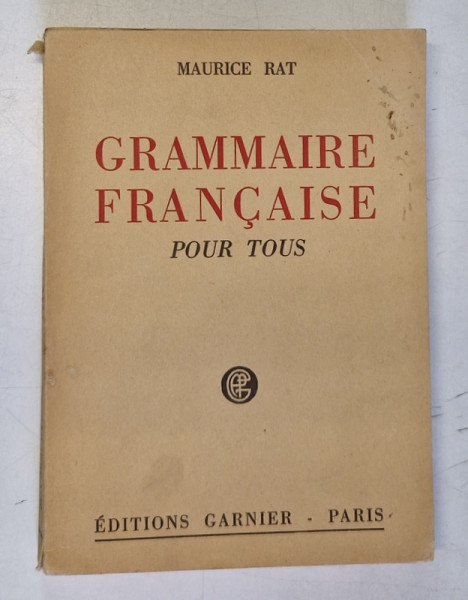 MAURICE RAT
GRAMMAIRE
FRANÇAISE
POUR TOUS
ÉDITIONS GARNIER - PARIS